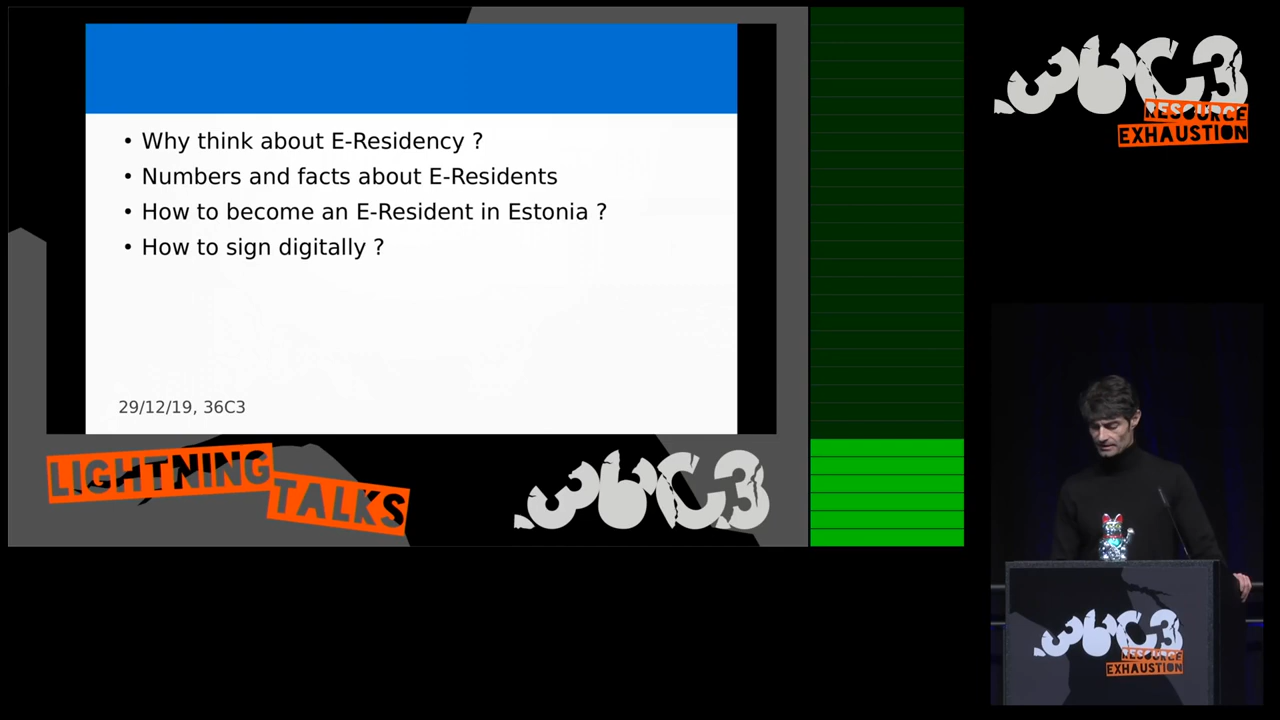 • Why think about E-Residency ?
• Numbers and facts about E-Residents
• How to become an E-Resident in Estonia ?
• How to sign digitally ?
29/12/19, 36C3
LIGHTNING
TALKS
36C3
36C3
RESOURCE
EXHAUSTION
36C3
RESOURCE
EXHAUSTION